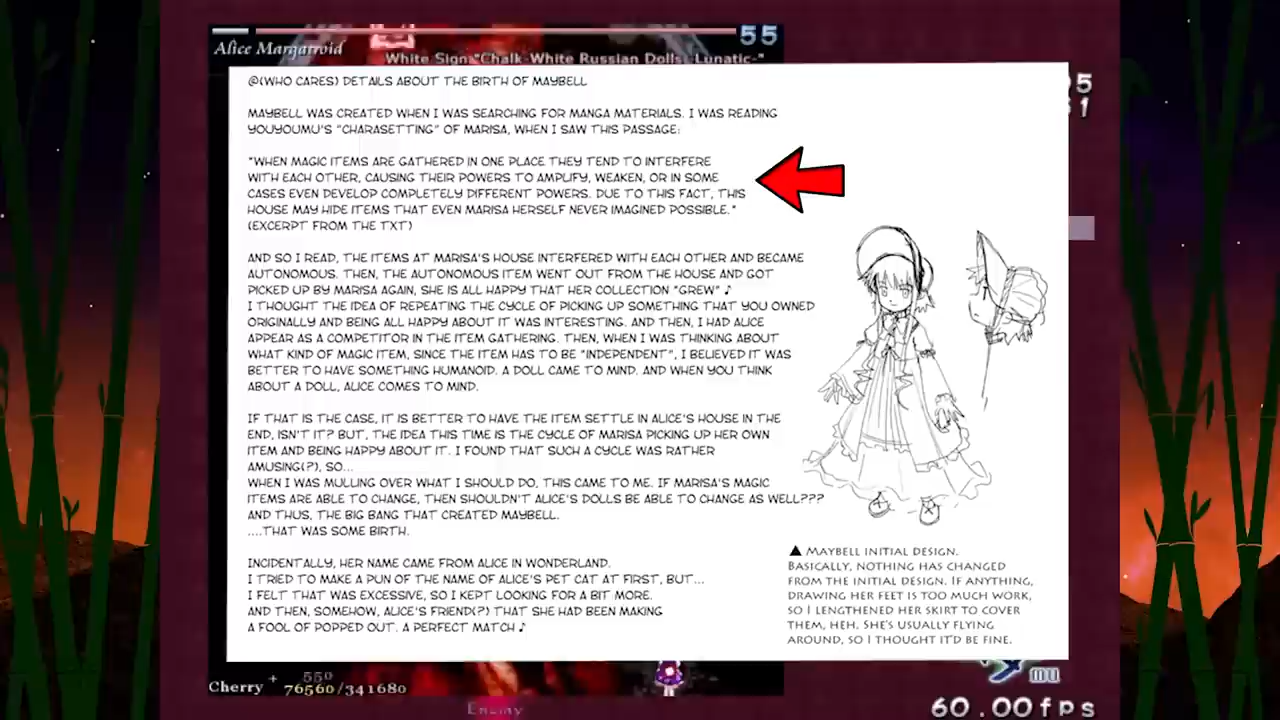 Alice Margatroid
55
White Sign "Chalk-White Russian Dolls -Lunatic-"
@(WHO CARES) DETAILS ABOUT THE BIRTH OF MAYBELL
MAYBELL WAS CREATED WHEN I WAS SEARCHING FOR MANGA MATERIALS. I WAS READING
YOUYOUMU'S "CHARASETTING" OF MARISA, WHEN I SAW THIS PASSAGE:
"WHEN MAGIC ITEMS ARE GATHERED IN ONE PLACE THEY TEND TO INTERFERE
WITH EACH OTHER, CAUSING THEIR POWERS TO AMPLIFY, WEAKEN, OR IN SOME
CASES EVEN DEVELOP COMPLETELY DIFFERENT POWERS. DUE TO THIS FACT, THIS
HOUSE MAY HIDE ITEMS THAT EVEN MARISA HERSELF NEVER IMAGINED POSSIBLE."
(EXCERPT FROM THE TXT)
AND SO I READ, THE ITEMS AT MARISA'S HOUSE INTERFERED WITH EACH OTHER AND BECAME
AUTONOMOUS. THEN, THE AUTONOMOUS ITEM WENT OUT FROM THE HOUSE AND GOT
PICKED UP BY MARISA AGAIN, SHE IS ALL HAPPY THAT HER COLLECTION "GREW" ♪
I THOUGHT THE IDEA OF REPEATING THE CYCLE OF PICKING UP SOMETHING THAT YOU OWNED
ORIGINALLY AND BEING ALL HAPPY ABOUT IT WAS INTERESTING. AND THEN, I HAD ALICE
APPEAR AS A COMPETITOR IN THE ITEM GATHERING. THEN, WHEN I WAS THINKING ABOUT
WHAT KIND OF MAGIC ITEM, SINCE THE ITEM HAS TO BE "INDEPENDENT", I BELIEVED IT WAS
BETTER TO HAVE SOMETHING HUMANOID. A DOLL CAME TO MIND. AND WHEN YOU THINK
ABOUT A DOLL, ALICE COMES TO MIND.
IF THAT IS THE CASE, IT IS BETTER TO HAVE THE ITEM SETTLE IN ALICE'S HOUSE IN THE
END, ISN'T IT? BUT, THE IDEA THIS TIME IS THE CYCLE OF MARISA PICKING UP HER OWN
ITEM AND BEING HAPPY ABOUT IT. I FOUND THAT SUCH A CYCLE WAS RATHER
AMUSING(?), SO...
WHEN I WAS MULLING OVER WHAT I SHOULD DO, THIS CAME TO ME. IF MARISA'S MAGIC
ITEMS ARE ABLE TO CHANGE, THEN SHOULDN'T ALICE'S DOLLS BE ABLE TO CHANGE AS WELL???
AND THUS, THE BIG BANG THAT CREATED MAYBELL.
....THAT WAS SOME BIRTH.
INCIDENTALLY, HER NAME CAME FROM ALICE IN WONDERLAND.
I TRIED TO MAKE A PUN OF THE NAME OF ALICE'S PET CAT AT FIRST, BUT...
I FELT THAT WAS EXCESSIVE, SO I KEPT LOOKING FOR A BIT MORE.
AND THEN, SOMEHOW, ALICE'S FRIEND(?) THAT SHE HAD BEEN MAKING
A FOOL OF POPPED OUT. A PERFECT MATCH ♪
▲ MAYBELL INITIAL DESIGN.
BASICALLY, NOTHING HAS CHANGED
FROM THE INITIAL DESIGN. IF ANYTHING,
DRAWING HER FEET IS TOO MUCH WORK,
SO I LENGTHENED HER SKIRT TO COVER
THEM, HEH. SHE'S USUALLY FLYING
AROUND, SO I THOUGHT IT'D BE FINE.
Cherry + 550
76560/341680
Enemy
60.00fps